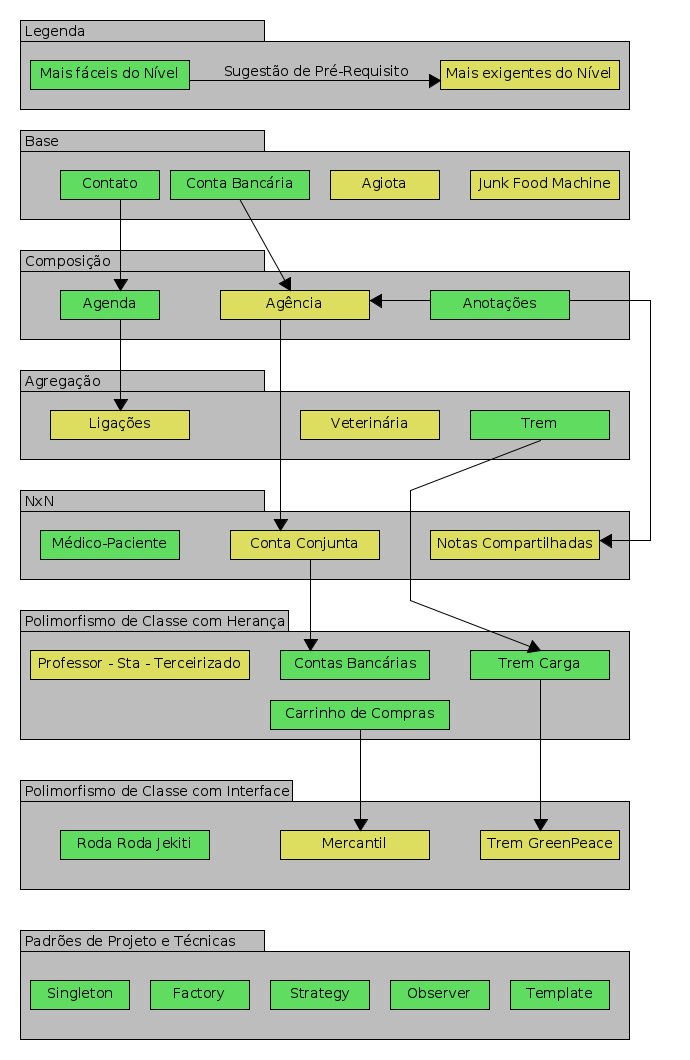 Legenda
Mais fáceis do Nível
Sugestão de Pré-Requisito
Mais exigentes do Nível
Base
Contato
Conta Bancária
Agiota
Junk Food Machine
Composição
Agenda
Agência
Anotações
Agregação
Ligações
Veterinária
Trem
NxN
Médico-Paciente
Conta Conjunta
Notas Compartilhadas
Polimorfismo de Classe com Herança
Professor - Sta - Terceirizado
Contas Bancárias
Trem Carga
Carrinho de Compras
Polimorfismo de Classe com Interface
Roda Roda Jekiti
Mercantil
Trem GreenPeace
Padrões de Projeto e Técnicas
Singleton
Factory
Strategy
Observer
Template